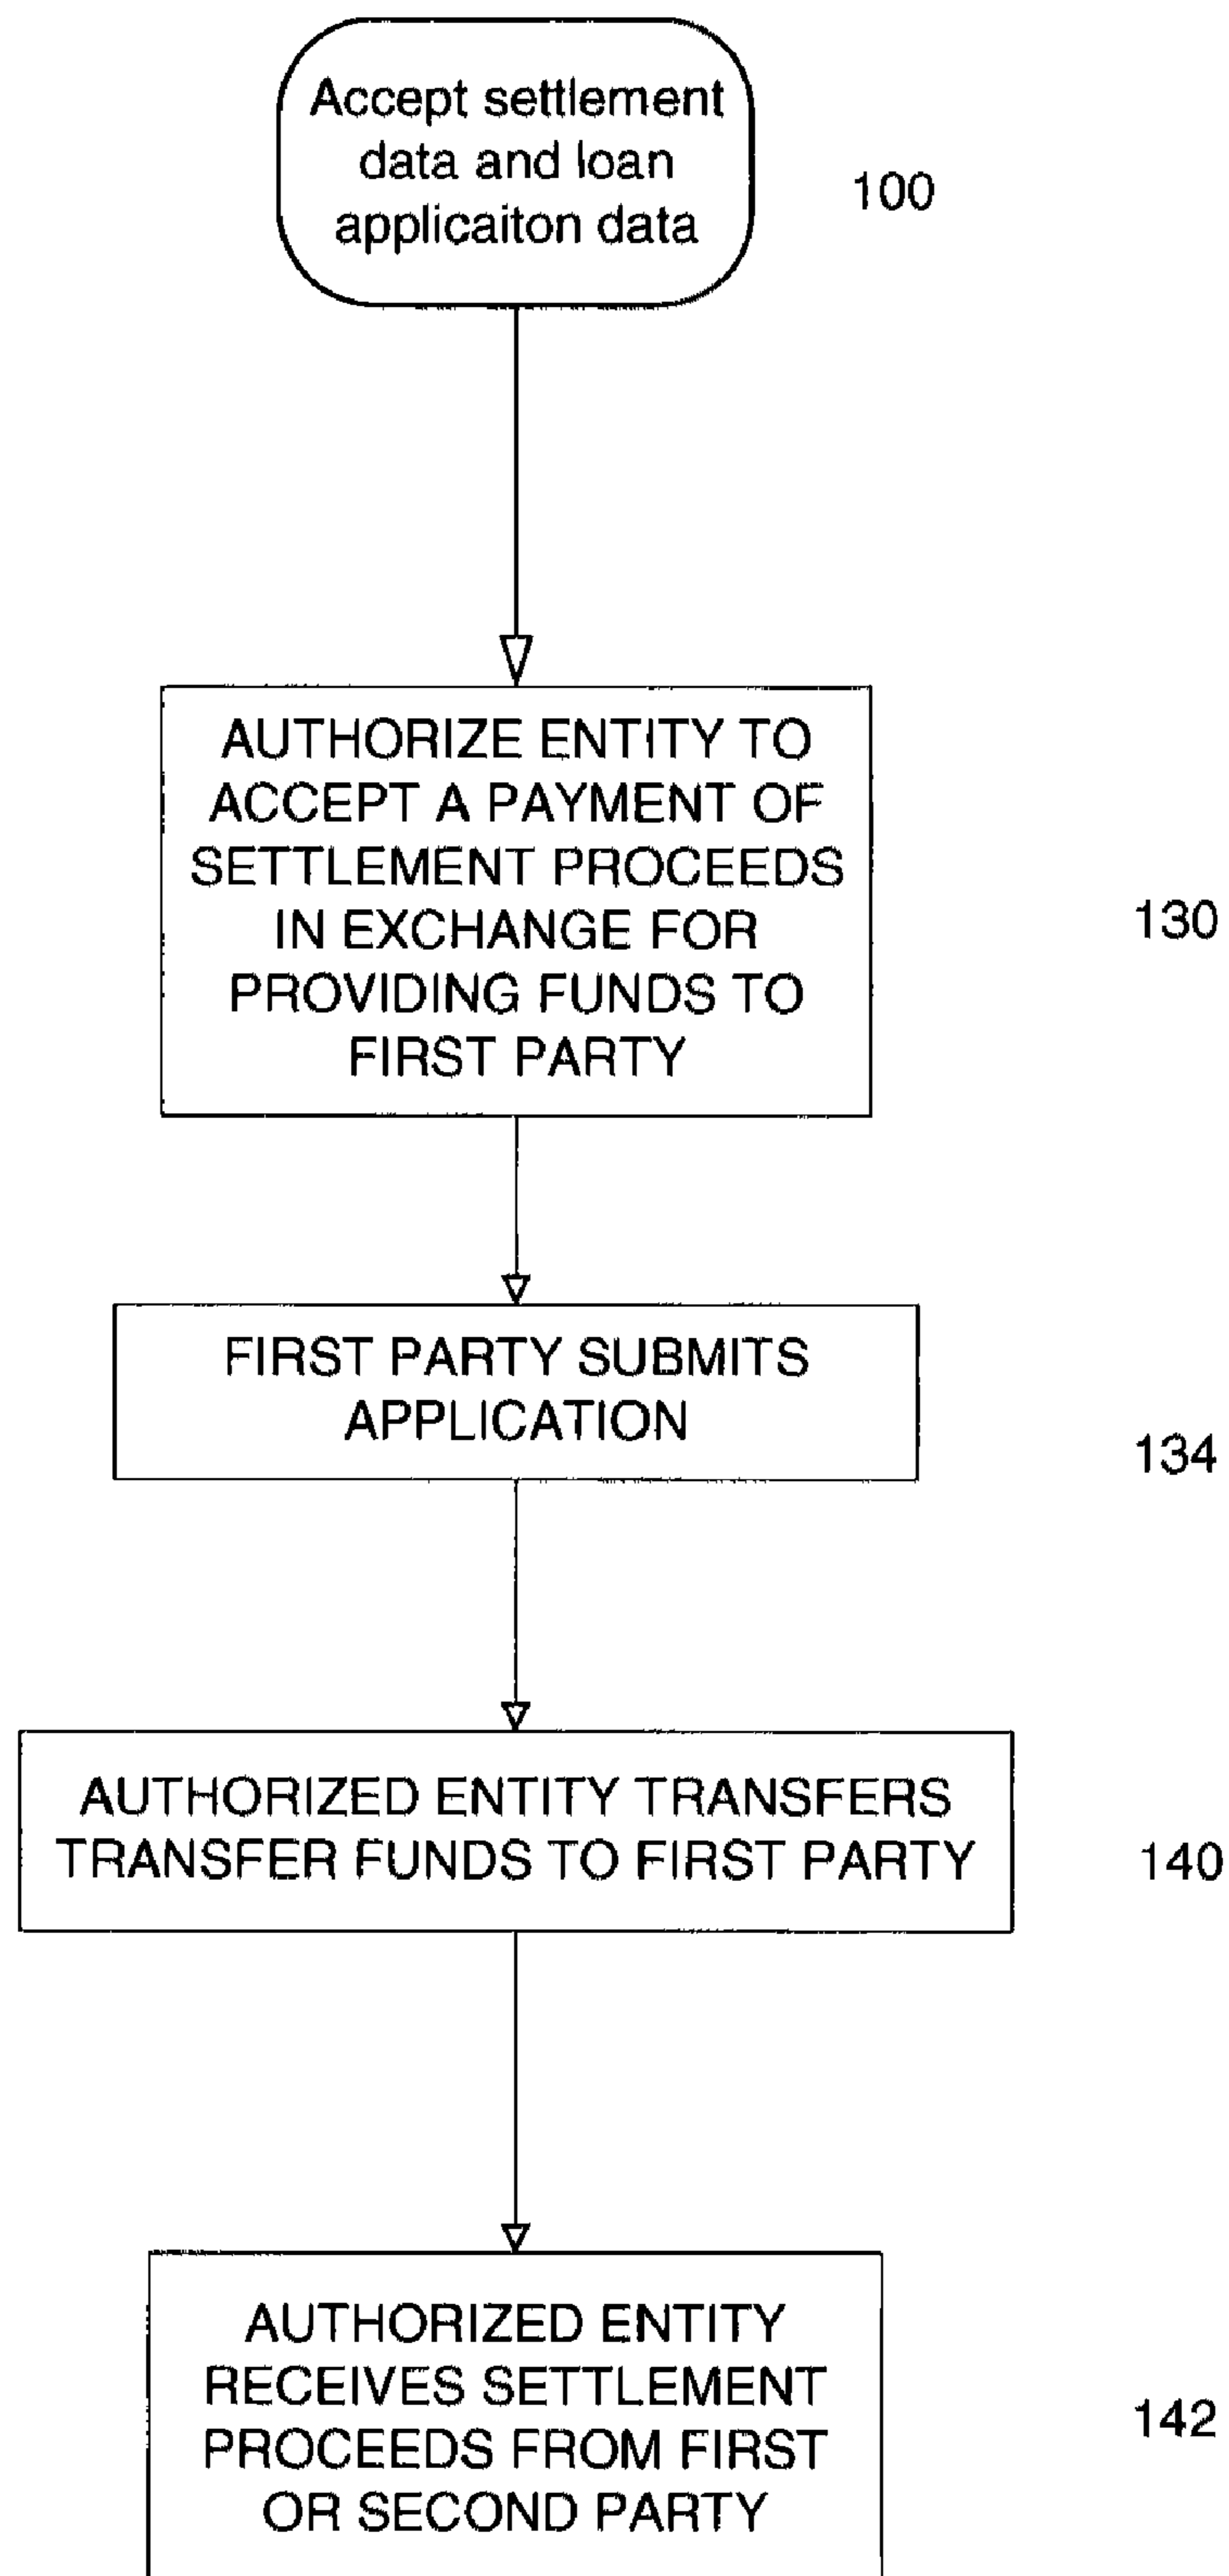 Accept settlement
data and loan
applicaiton data
100
AUTHORIZE ENTITY TO
ACCEPT A PAYMENT OF
SETTLEMENT PROCEEDS
IN EXCHANGE FOR
PROVIDING FUNDS TO
FIRST PARTY
130
FIRST PARTY SUBMITS
APPLICATION
134
AUTHORIZED ENTITY TRANSFERS
TRANSFER FUNDS TO FIRST PARTY
140
AUTHORIZED ENTITY
RECEIVES SETTLEMENT
PROCEEDS FROM FIRST
OR SECOND PARTY
142